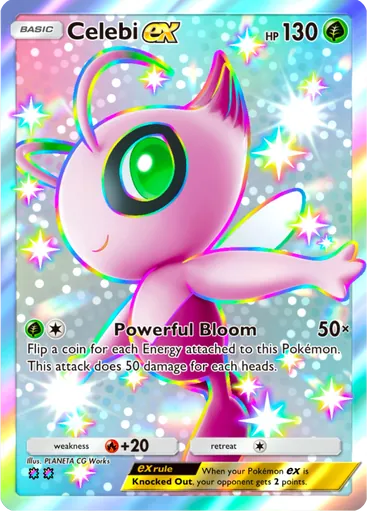 BASIC Celebi ex HP 130
Powerful Bloom 50×
Flip a coin for each Energy attached to this Pokémon.
This attack does 50 damage for each heads.
weakness +20 retreat
Illus. PLANETA CG Works
ex rule When your Pokémon ex is
Knocked Out, your opponent gets 2 points.